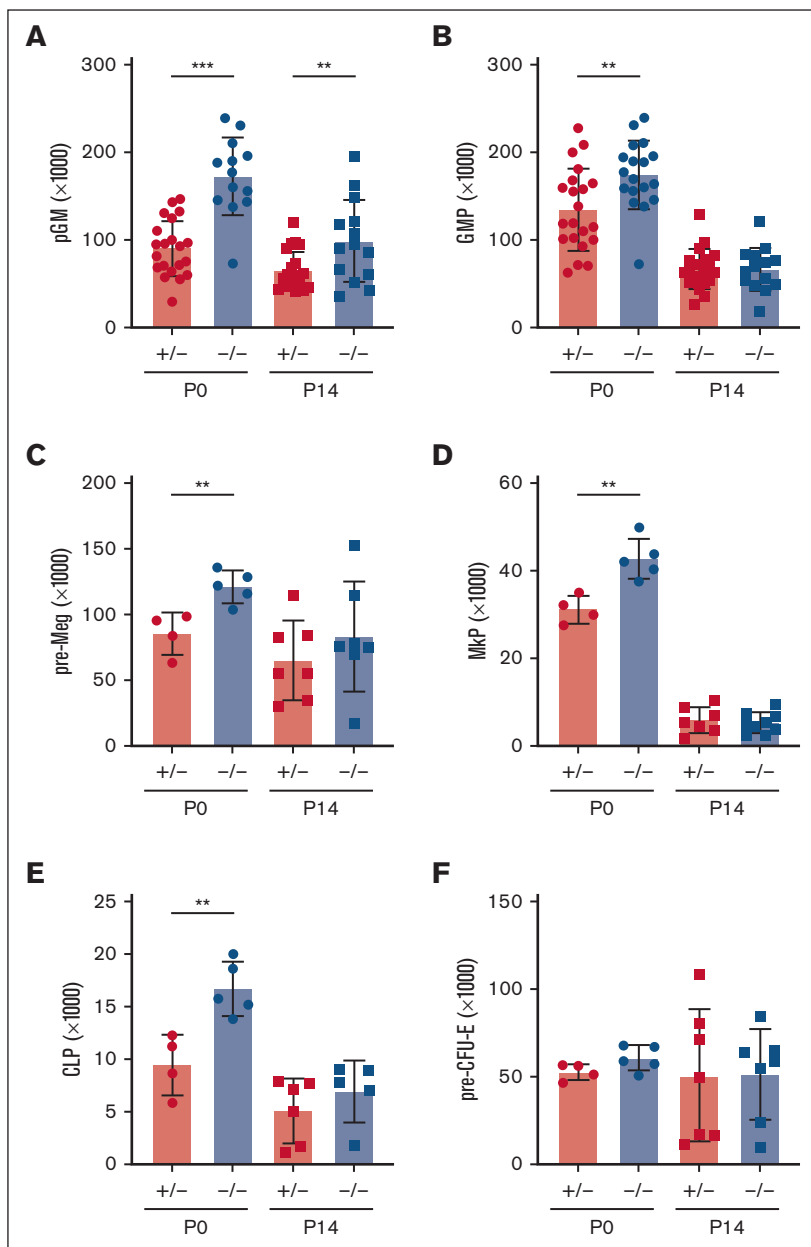 A
pGM (×1000)
300
200
100
0
***
**
+/–
–/–
+/–
–/–
P0
P14
B
GMP (×1000)
300
200
100
0
**
+/–
–/–
+/–
–/–
P0
P14
C
pre-Meg (×1000)
200
150
100
50
0
**
+/–
–/–
+/–
–/–
P0
P14
D
MkP (×1000)
60
40
20
0
**
+/–
–/–
+/–
–/–
P0
P14
E
CLP (×1000)
25
20
15
10
5
0
**
+/–
–/–
+/–
–/–
P0
P14
F
pre-CFU-E (×1000)
150
100
50
0
+/–
–/–
+/–
–/–
P0
P14